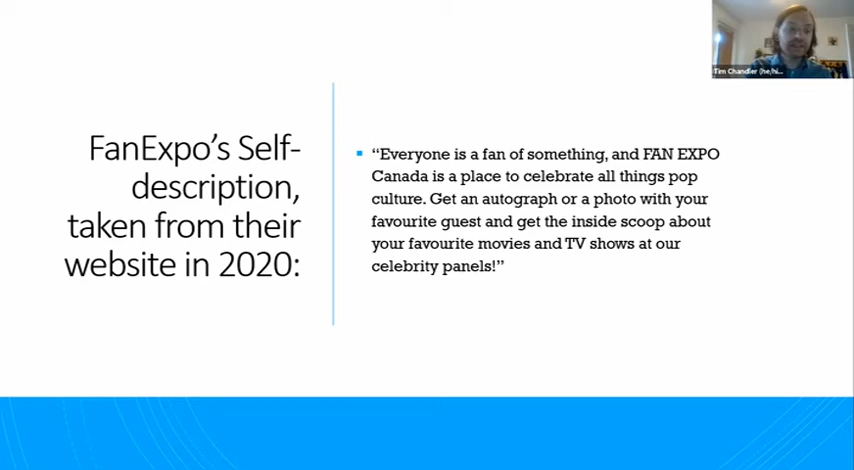 Tim Chandler (he/hi...
FanExpo's Self-
description,
taken from their
website in 2020:
▪ “Everyone is a fan of something, and FAN EXPO
Canada is a place to celebrate all things pop
culture. Get an autograph or a photo with your
favourite guest and get the inside scoop about
your favourite movies and TV shows at our
celebrity panels!”